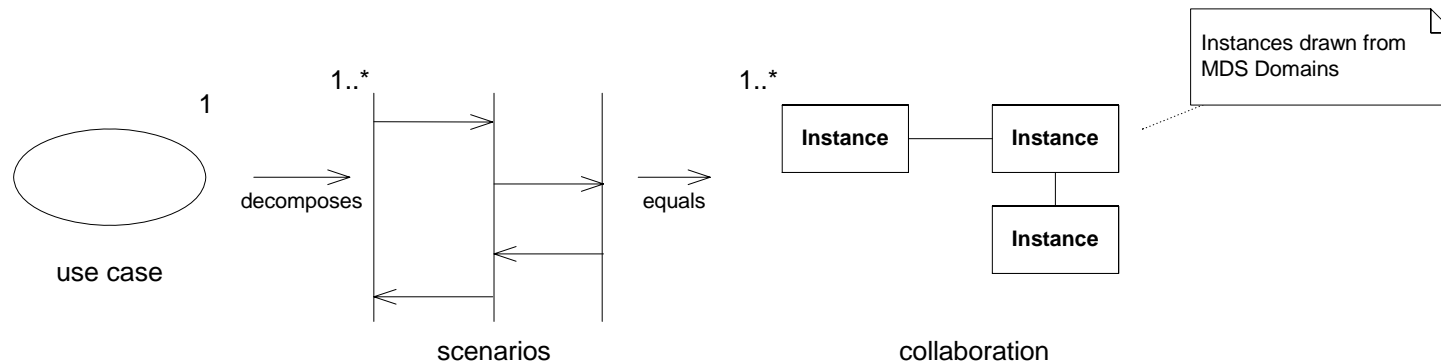 Instances drawn from
MDS Domains
1
1..*
1..*
Instance
Instance
decomposes
equals
Instance
use case
scenarios
collaboration